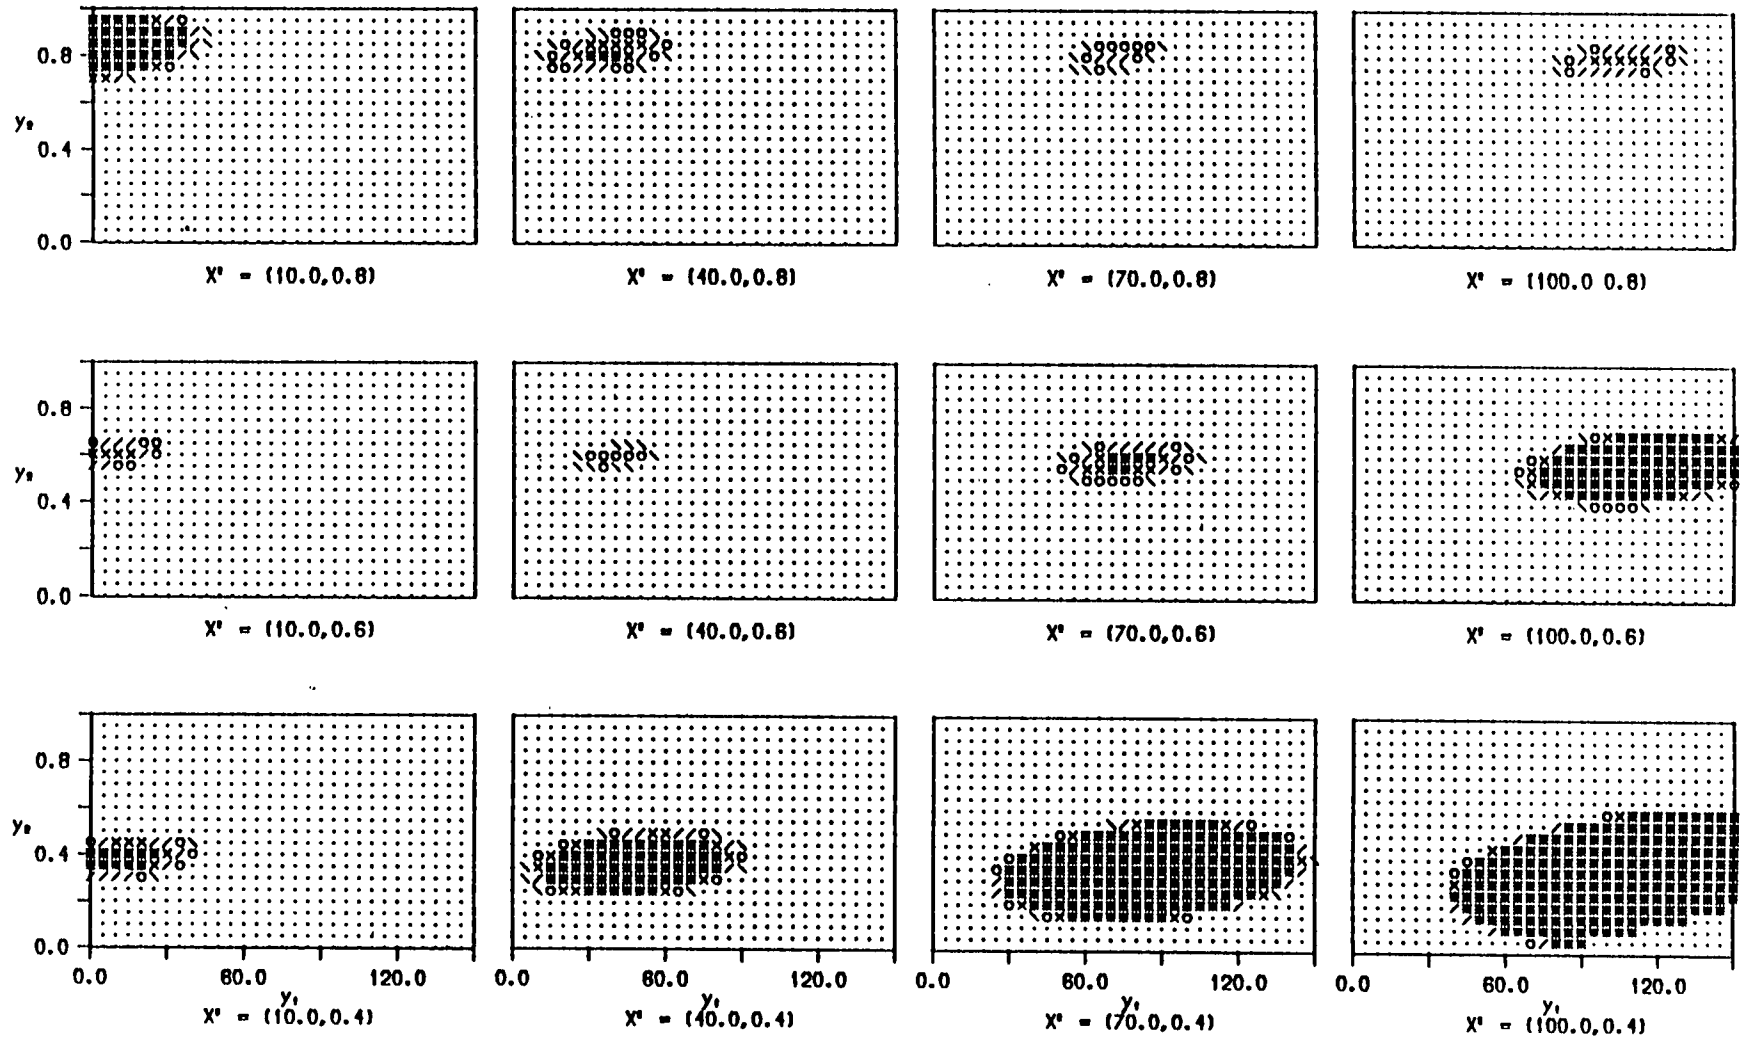 0.8
y₂
0.4
0.0
X' = (10.0,0.8) X' = (40.0,0.8) X' = (70.0,0.8) X' = (100.0 0.8)
0.8
y₂
0.4
0.0
X' = (10.0,0.6) X' = (40.0,0.6) X' = (70.0,0.6) X' = (100.0,0.6)
0.8
y₂
0.4
0.0
0.0 60.0 120.0 0.0 60.0 120.0 0.0 60.0 120.0 0.0 60.0 120.0
y₁ y₁ y₁ y₁
X' = (10.0,0.4) X' = (40.0,0.4) X' = (70.0,0.4) X' = (100.0,0.4)